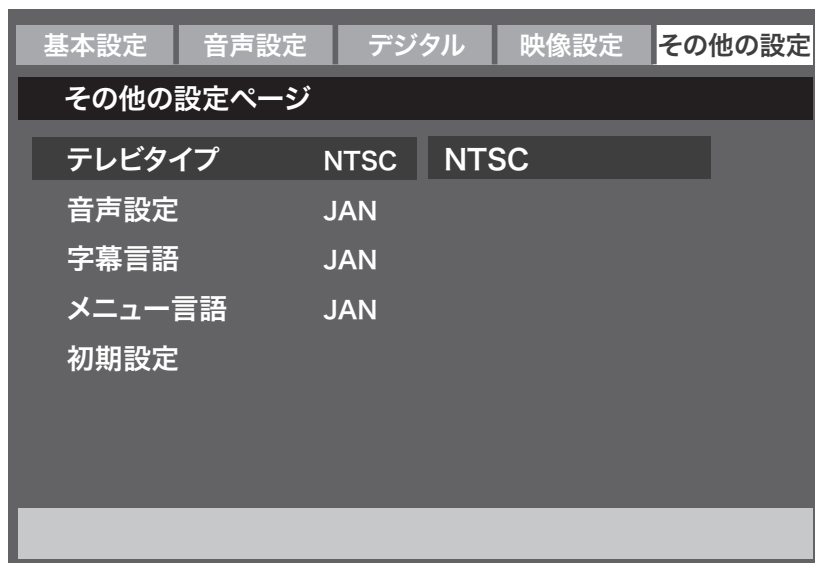 基本設定 音声設定 デジタル 映像設定 その他の設定
その他の設定ページ
テレビタイプ NTSC NTSC
音声設定 JAN
字幕言語 JAN
メニュー言語 JAN
初期設定